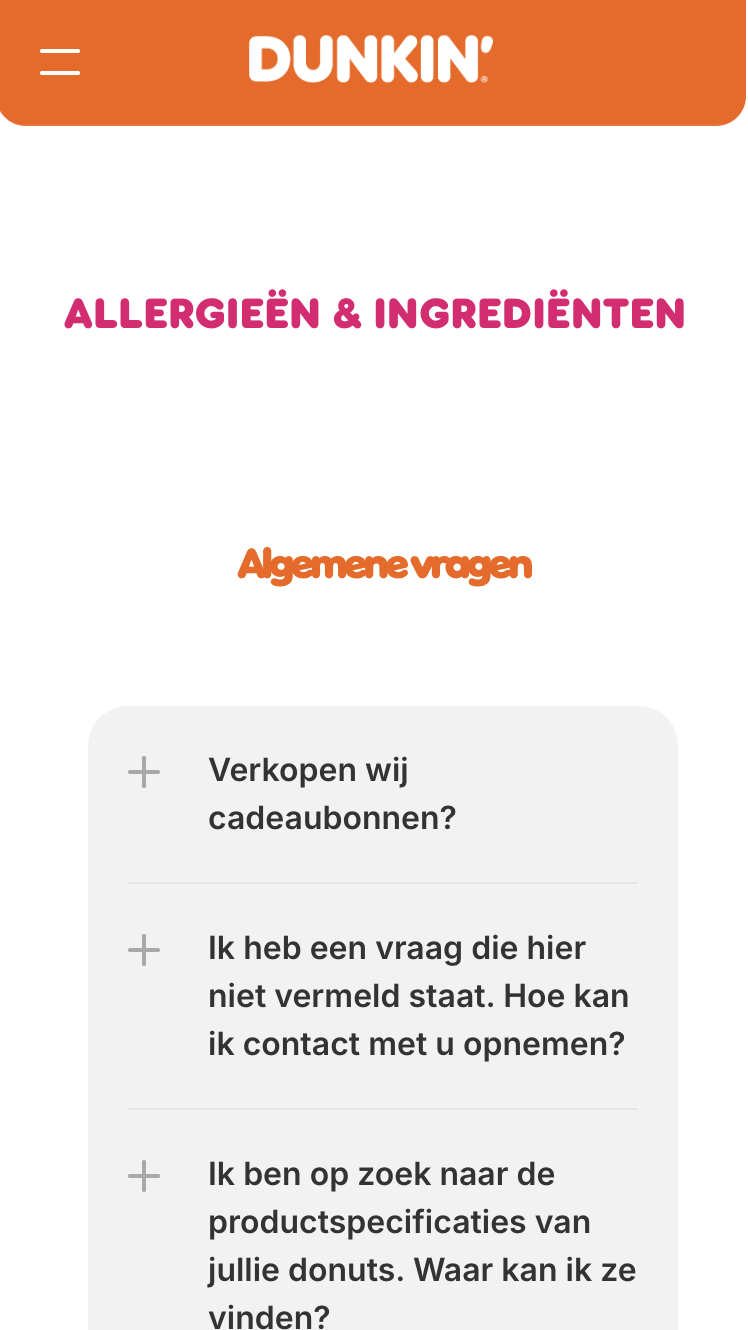 DUNKIN'
ALLERGIEËN & INGREDIËNTEN
Algemene vragen
Verkopen wij
cadeaubonnen?
Ik heb een vraag die hier
niet vermeld staat. Hoe kan
ik contact met u opnemen?
Ik ben op zoek naar de
productspecificaties van
jullie donuts. Waar kan ik ze
vinden?